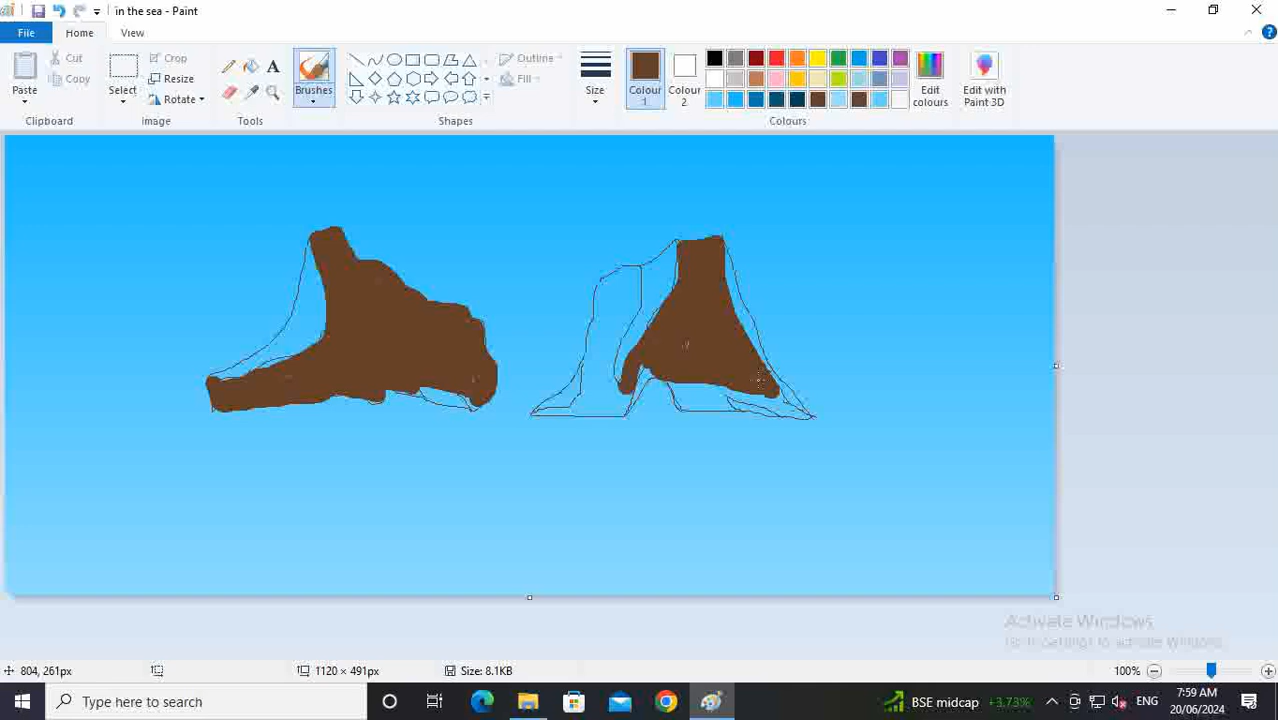 in the sea - Paint
File
Home
View
Paste
Cut
Copy
Clipboard
Select
Crop
Resize
Rotate
Image
A
Tools
Brushes
Outline
Fill
Shapes
Size
Colour 1
Colour 2
Edit colours
Edit with Paint 3D
Colours
Activate Windows
804, 261px
1120 × 491px
Size: 8.1KB
100%
Type here to search
BSE midcap +3.73%
ENG
7:59 AM
20/06/2024